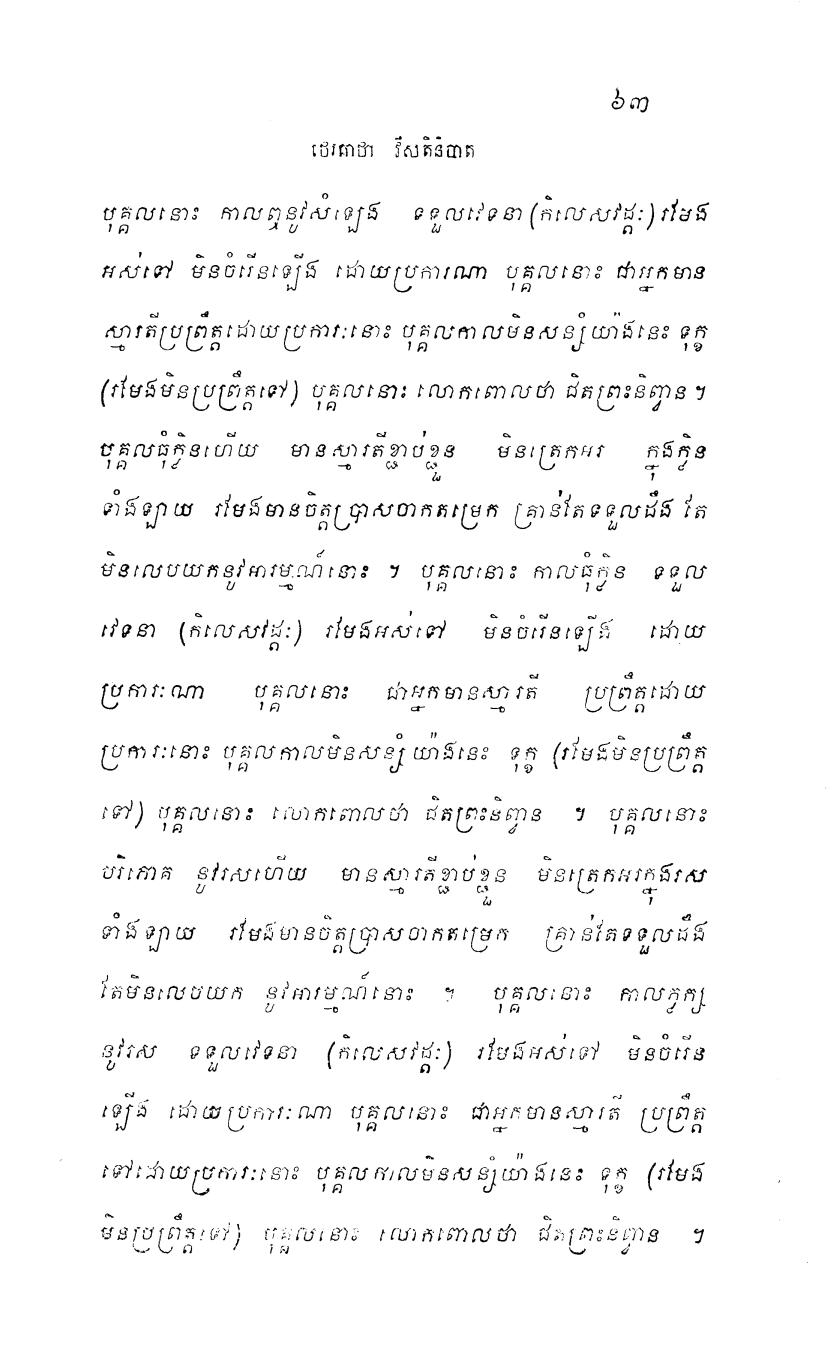 ៦៣
ថេរគាថា វីសតិនិបាត
បុគ្គលនោះ កាលឮនូវសំឡេង ទទួលវេទនា (កិលេសវដ្តៈ) រមែង
អស់ទៅ មិនចំរើនឡើង ដោយប្រការណា បុគ្គលនោះ ជាអ្នកមាន
ស្មារតីប្រព្រឹត្តដោយប្រការៈនោះ បុគ្គលកាលមិនសន្សំយ៉ាងនេះ ទុក្ខ
(រមែងមិនប្រព្រឹត្តទៅ) បុគ្គលនោះ លោកពោលថា ជិតព្រះនិព្វាន ។
បុគ្គលធុំក្លិនហើយ មានស្មារតីខ្ជាប់ខ្ជួន មិនត្រេកអរ ក្នុងក្លិន
ទាំងឡាយ រមែងមានចិត្តប្រាសចាកតម្រេក គ្រាន់តែទទួលដឹង តែ
មិនលេបយកនូវអារម្មណ៍នោះ ។ បុគ្គលនោះ កាលធុំក្លិន ទទួល
វេទនា (កិលេសវដ្តៈ) រមែងអស់ទៅ មិនចំរើនឡើង ដោយ
ប្រការៈណា បុគ្គលនោះ ជាអ្នកមានស្មារតី ប្រព្រឹត្តដោយ
ប្រការៈនោះ បុគ្គលកាលមិនសន្សំ យ៉ាងនេះ ទុក្ខ (រមែងមិនប្រព្រឹត្ត
ទៅ) បុគ្គលនោះ លោកពោលថា ជិតព្រះនិព្វាន ។ បុគ្គលនោះ
បរិភោគ នូវរសហើយ មានស្មារតីខ្ជាប់ខ្ជួន មិនត្រេកអរក្នុងរស
ទាំងឡាយ រមែងមានចិត្តប្រាសចាកតម្រេក គ្រាន់តែទទួលដឹង
តែមិនលេបយក នូវអារម្មណ៍នោះ ។ បុគ្គលនោះ កាលភ្លក្ស
នូវរស ទទួលវេទនា (កិលេសវដ្តៈ) រមែងអស់ទៅ មិនចំរើន
ឡើង ដោយប្រការៈណា បុគ្គលនោះ ជាអ្នកមានស្មារតី ប្រព្រឹត្ត
ទៅដោយប្រការៈនោះ បុគ្គលកាលមិនសន្សំយ៉ាងនេះ ទុក្ខ (រមែង
មិនប្រព្រឹត្តទៅ) បុគ្គលនោះ លោកពោលថា ជិតព្រះនិព្វាន ។